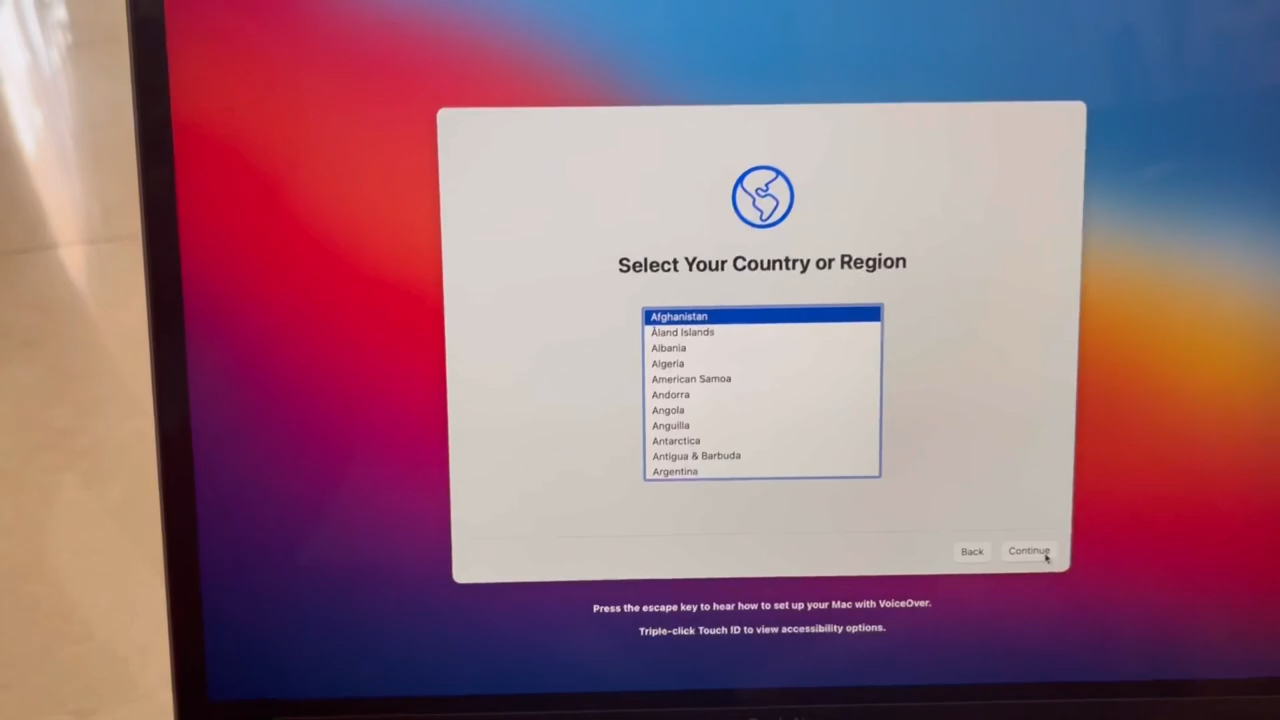 Select Your Country or Region
Afghanistan
Åland Islands
Albania
Algeria
American Samoa
Andorra
Angola
Anguilla
Antarctica
Antigua & Barbuda
Argentina
Back
Continue
Press the escape key to hear how to set up your Mac with VoiceOver.
Triple-click Touch ID to view accessibility options.